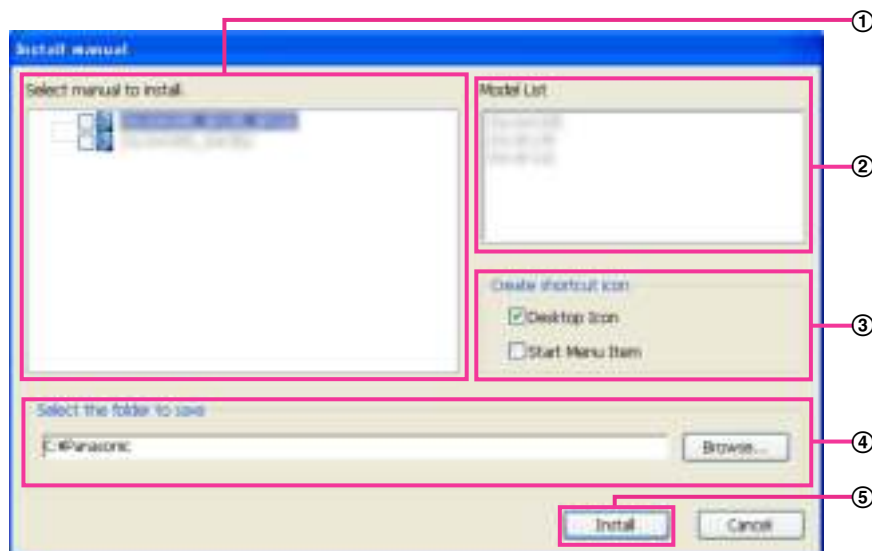 ①
Install manual
Select manual to install.
Model List
②
Create shortcut icon
Desktop Icon
③
Start Menu Item
Select the folder to save
C:¥Panasonic
Browse...
④
⑤
Install
Cancel